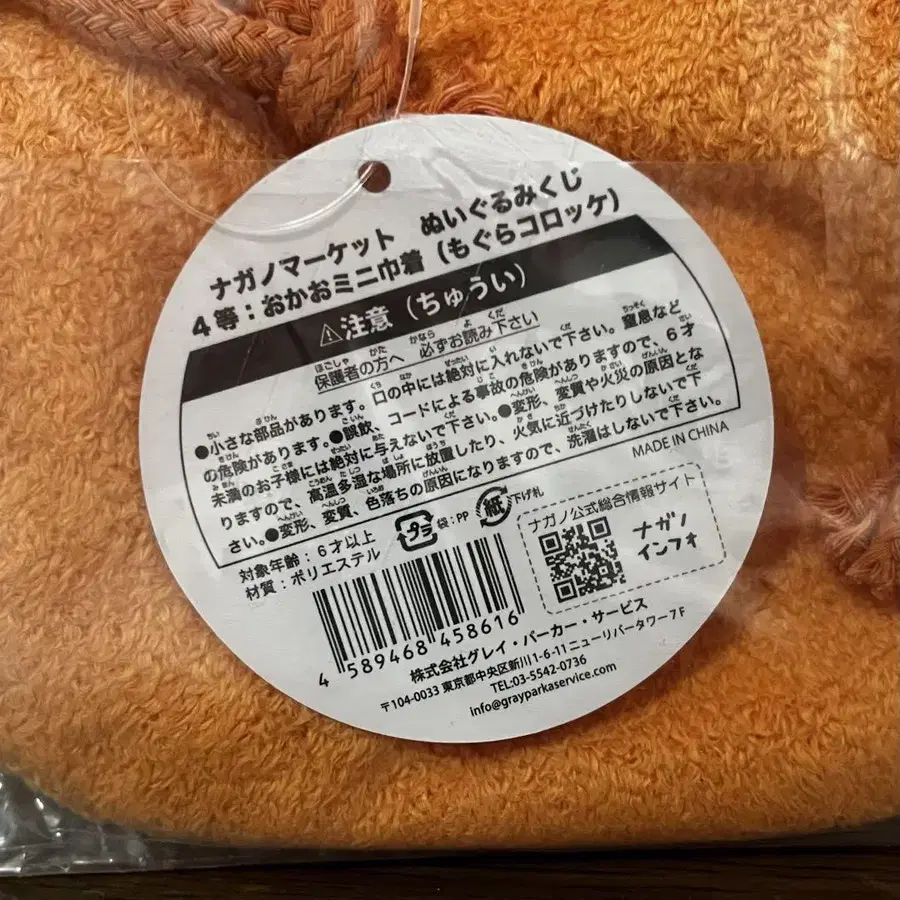 ナガノマーケット ぬいぐるみくじ
4等：おかおミニ巾着（もぐらコロッケ）
⚠注意（ちゅうい）
保護者の方へ 必ずお読み下さい
●小さな部品があります。口の中には絶対に入れないで下さい。窒息など
の危険があります。●誤飲、コードによる事故の危険がありますので、6才
未満のお子様には絶対に与えないで下さい。●変形、変質や火災の原因とな
りますので、高温多湿な場所に放置したり、火気に近づけたりしないで下
さい。●変形、変質、色落ちの原因になりますので、洗濯はしないで下さい。
MADE IN CHINA
対象年齢：6才以上
材質：ポリエステル
プラ 袋：PP 紙 下げ札
ナガノ公式総合情報サイト
ナガノ
インフォ
4 589468 458616
株式会社グレイ・パーカー・サービス
〒104-0033 東京都中央区新川1-6-11 ニューリバータワー7F
TEL:03-5542-0736
info@grayparkaservice.com